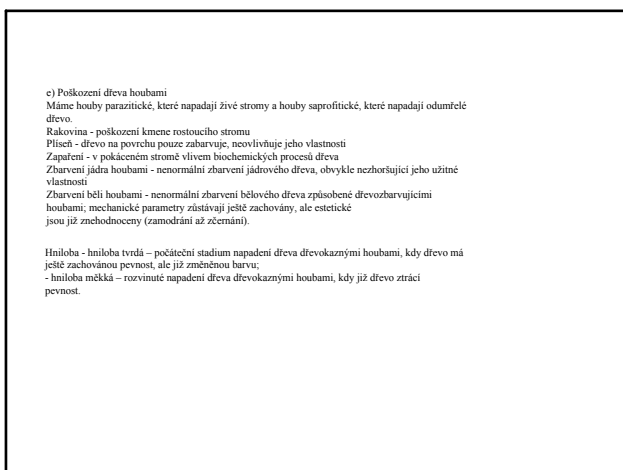 e) Poškození dřeva houbami
Máme houby parazitické, které napadají živé stromy a houby saprofitické, které napadají odumřelé
dřevo.
Rakovina - poškození kmene rostoucího stromu
Plíseň - dřevo na povrchu pouze zabarvuje, neovlivňuje jeho vlastnosti
Zapaření - v pokáceném stromě vlivem biochemických procesů dřeva
Zbarvení jádra houbami - nenormální zbarvení jádrového dřeva, obvykle nezhoršující jeho užitné
vlastnosti
Zbarvení běli houbami - nenormální zbarvení bělového dřeva způsobené dřevozbarvujícími
houbami; mechanické parametry zůstávají ještě zachovány, ale estetické
jsou již znehodnoceny (zamodrání až zčernání).
Hniloba - hniloba tvrdá – počáteční stadium napadení dřeva dřevokaznými houbami, kdy dřevo má
ještě zachovánou pevnost, ale již změněnou barvu;
- hniloba měkká – rozvinuté napadení dřeva dřevokaznými houbami, kdy již dřevo ztrácí
pevnost.